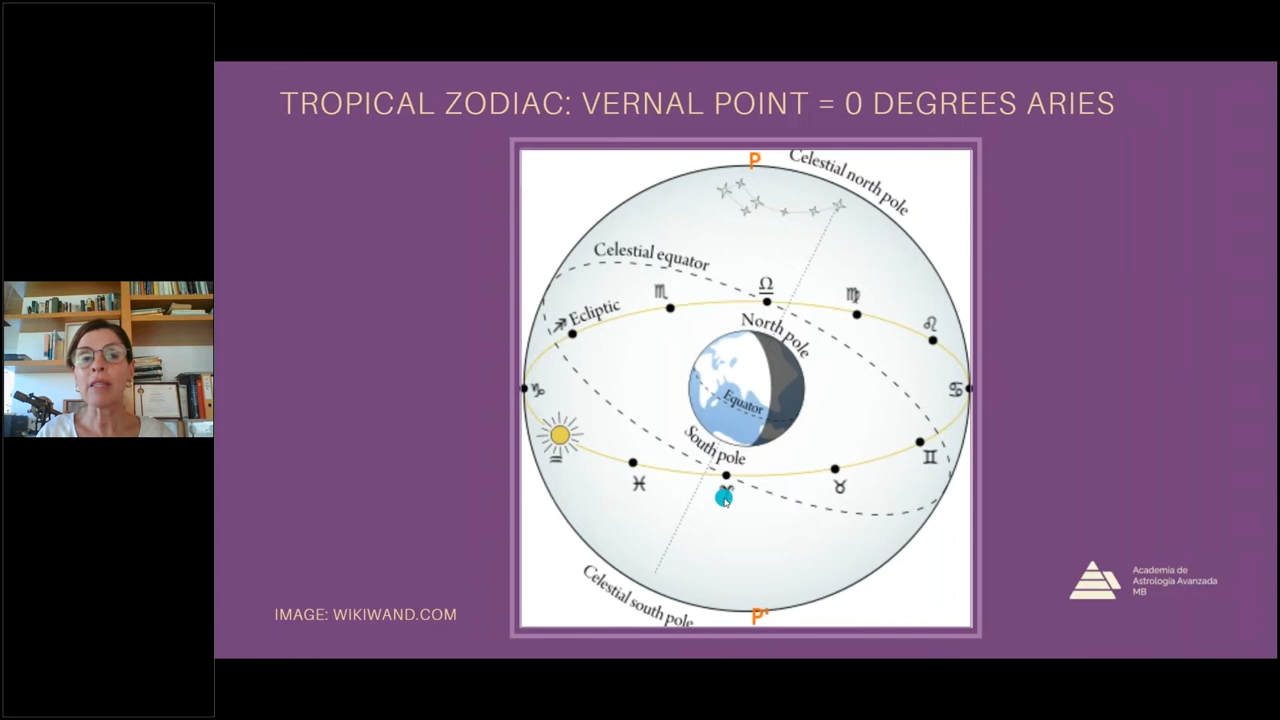 TROPICAL ZODIAC: VERNAL POINT = 0 DEGREES ARIES
P
Celestial north pole
Celestial equator
♏
Ω
♍
♌
♐ Ecliptic
North pole
♑
♋
Equator
South pole
♒
♓
♈
♉
♊
Celestial south pole
P'
IMAGE: WIKIWAND.COM
Academia de
Astrología Avanzada
MB